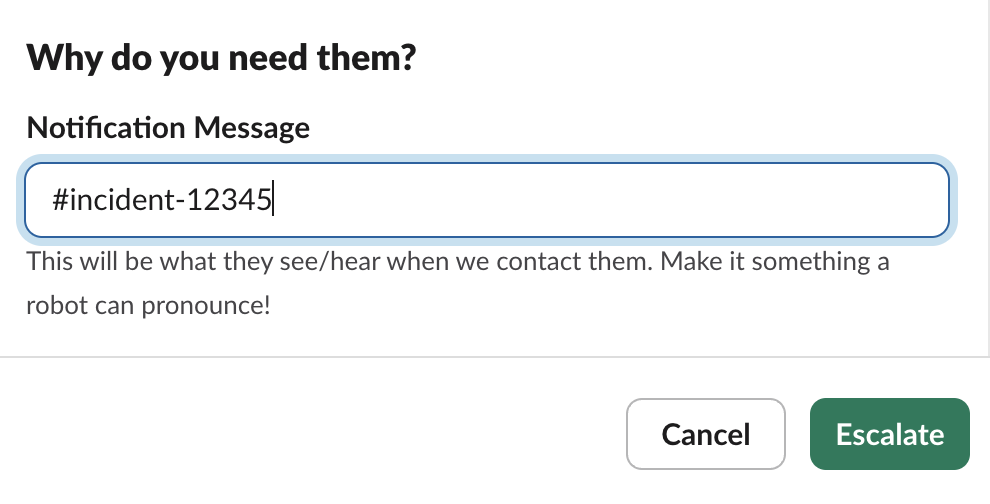 Why do you need them?
Notification Message
#incident-12345
This will be what they see/hear when we contact them. Make it something a
robot can pronounce!
Cancel
Escalate